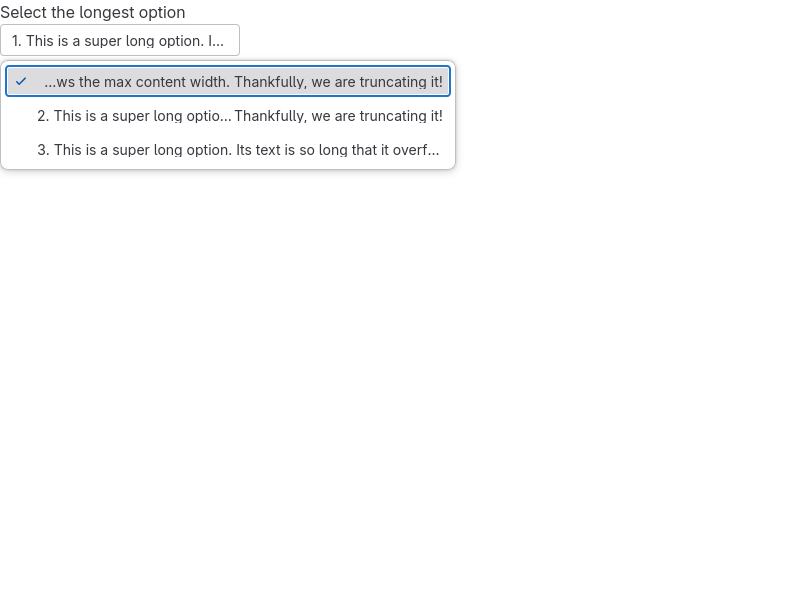 Select the longest option
1. This is a super long option. I...
...ws the max content width. Thankfully, we are truncating it!
2. This is a super long optio... Thankfully, we are truncating it!
3. This is a super long option. Its text is so long that it overf...